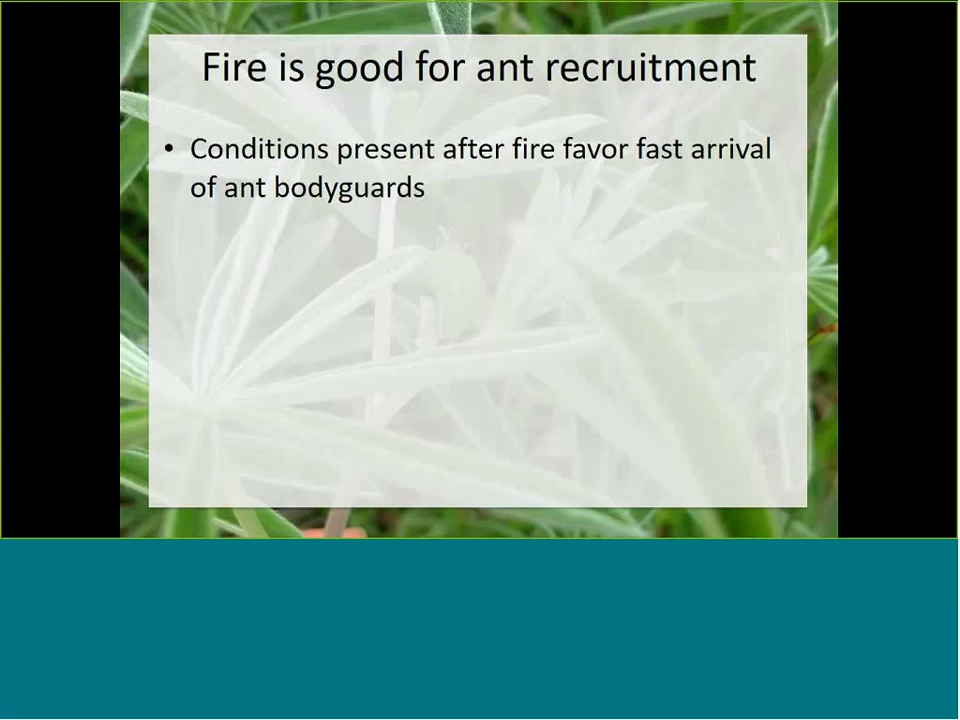 Fire is good for ant recruitment
• Conditions present after fire favor fast arrival
of ant bodyguards